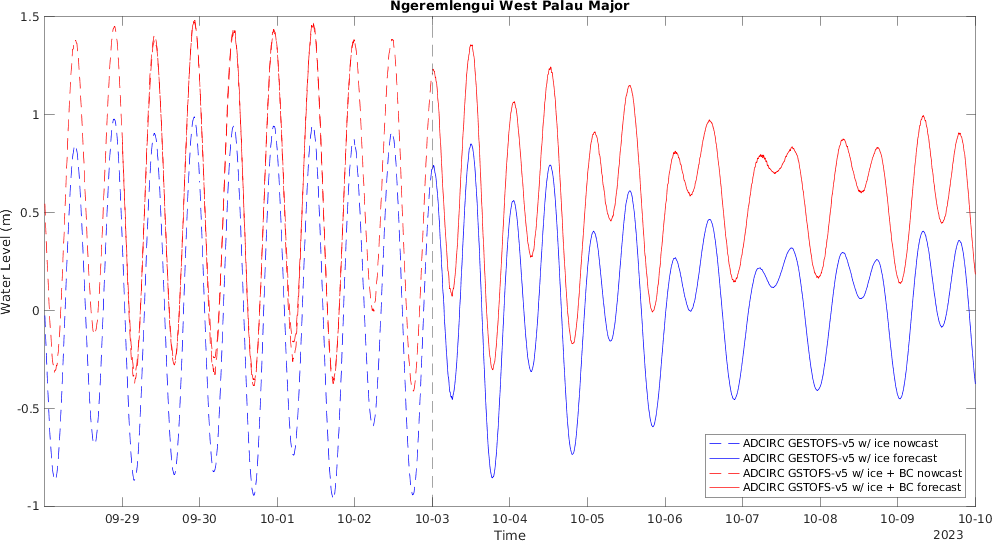 Ngeremlengui West Palau Major
1.5
1
0.5
0
-0.5
-1
Water Level (m)
09-29 09-30 10-01 10-02 10-03 10-04 10-05 10-06 10-07 10-08 10-09 10-10
Time
2023
ADCIRC GESTOFS-v5 w/ ice nowcast
ADCIRC GESTOFS-v5 w/ ice forecast
ADCIRC GSTOFS-v5 w/ ice + BC nowcast
ADCIRC GSTOFS-v5 w/ ice + BC forecast